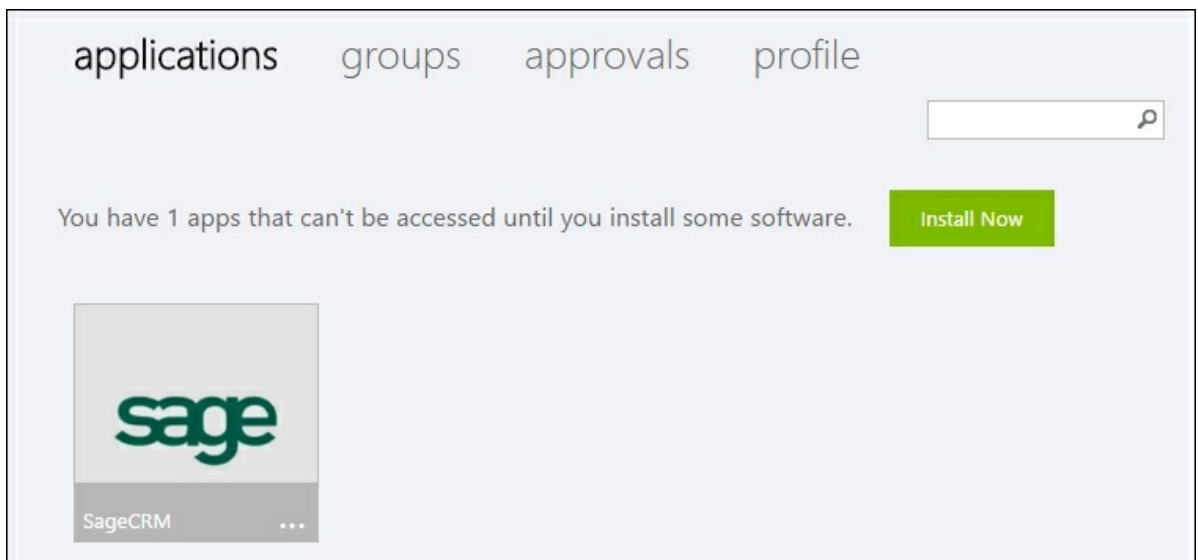 applications groups approvals profile
You have 1 apps that can't be accessed until you install some software. Install Now
sage
SageCRM ...